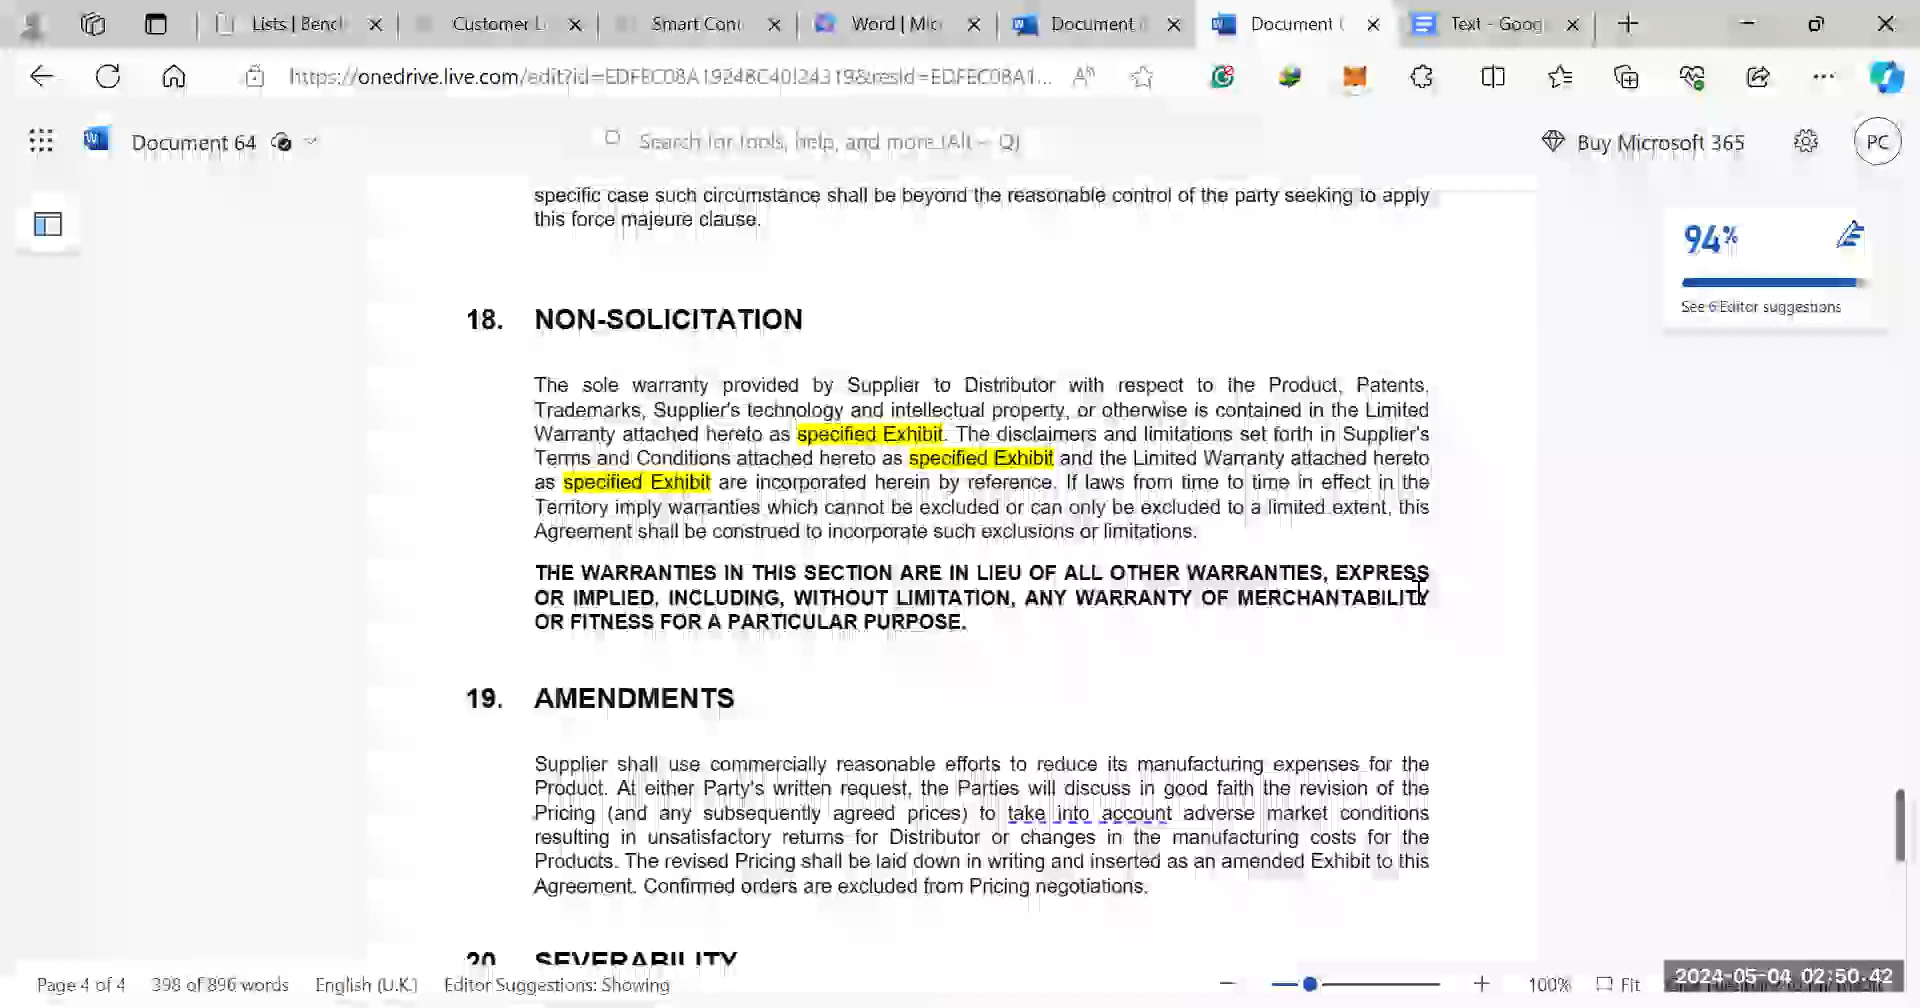 Lists | Bencl
Customer L
Smart Cont
Word | Mic
Document
Document (
Text - Goog
https://onedrive.live.com/edit?id=EDFEC08A19248C40!24319&resid=EDFEC08A1...
Document 64
Search for tools, help, and more (Alt + Q)
Buy Microsoft 365
PC
specific case such circumstance shall be beyond the reasonable control of the party seeking to apply
this force majeure clause.
94%
See 6 Editor suggestions
18. NON-SOLICITATION
The sole warranty provided by Supplier to Distributor with respect to the Product, Patents,
Trademarks, Supplier's technology and intellectual property, or otherwise is contained in the Limited
Warranty attached hereto as specified Exhibit. The disclaimers and limitations set forth in Supplier's
Terms and Conditions attached hereto as specified Exhibit and the Limited Warranty attached hereto
as specified Exhibit are incorporated herein by reference. If laws from time to time in effect in the
Territory imply warranties which cannot be excluded or can only be excluded to a limited extent, this
Agreement shall be construed to incorporate such exclusions or limitations.
THE WARRANTIES IN THIS SECTION ARE IN LIEU OF ALL OTHER WARRANTIES, EXPRESS
OR IMPLIED, INCLUDING, WITHOUT LIMITATION, ANY WARRANTY OF MERCHANTABILITY
OR FITNESS FOR A PARTICULAR PURPOSE.
19. AMENDMENTS
Supplier shall use commercially reasonable efforts to reduce its manufacturing expenses for the
Product. At either Party's written request, the Parties will discuss in good faith the revision of the
Pricing (and any subsequently agreed prices) to take into account adverse market conditions
resulting in unsatisfactory returns for Distributor or changes in the manufacturing costs for the
Products. The revised Pricing shall be laid down in writing and inserted as an amended Exhibit to this
Agreement. Confirmed orders are excluded from Pricing negotiations.
20. SEVERABILITY
Page 4 of 4
398 of 896 words
English (U.K.)
Editor Suggestions: Showing
100%
Fit
2024-05-04 02:50:42